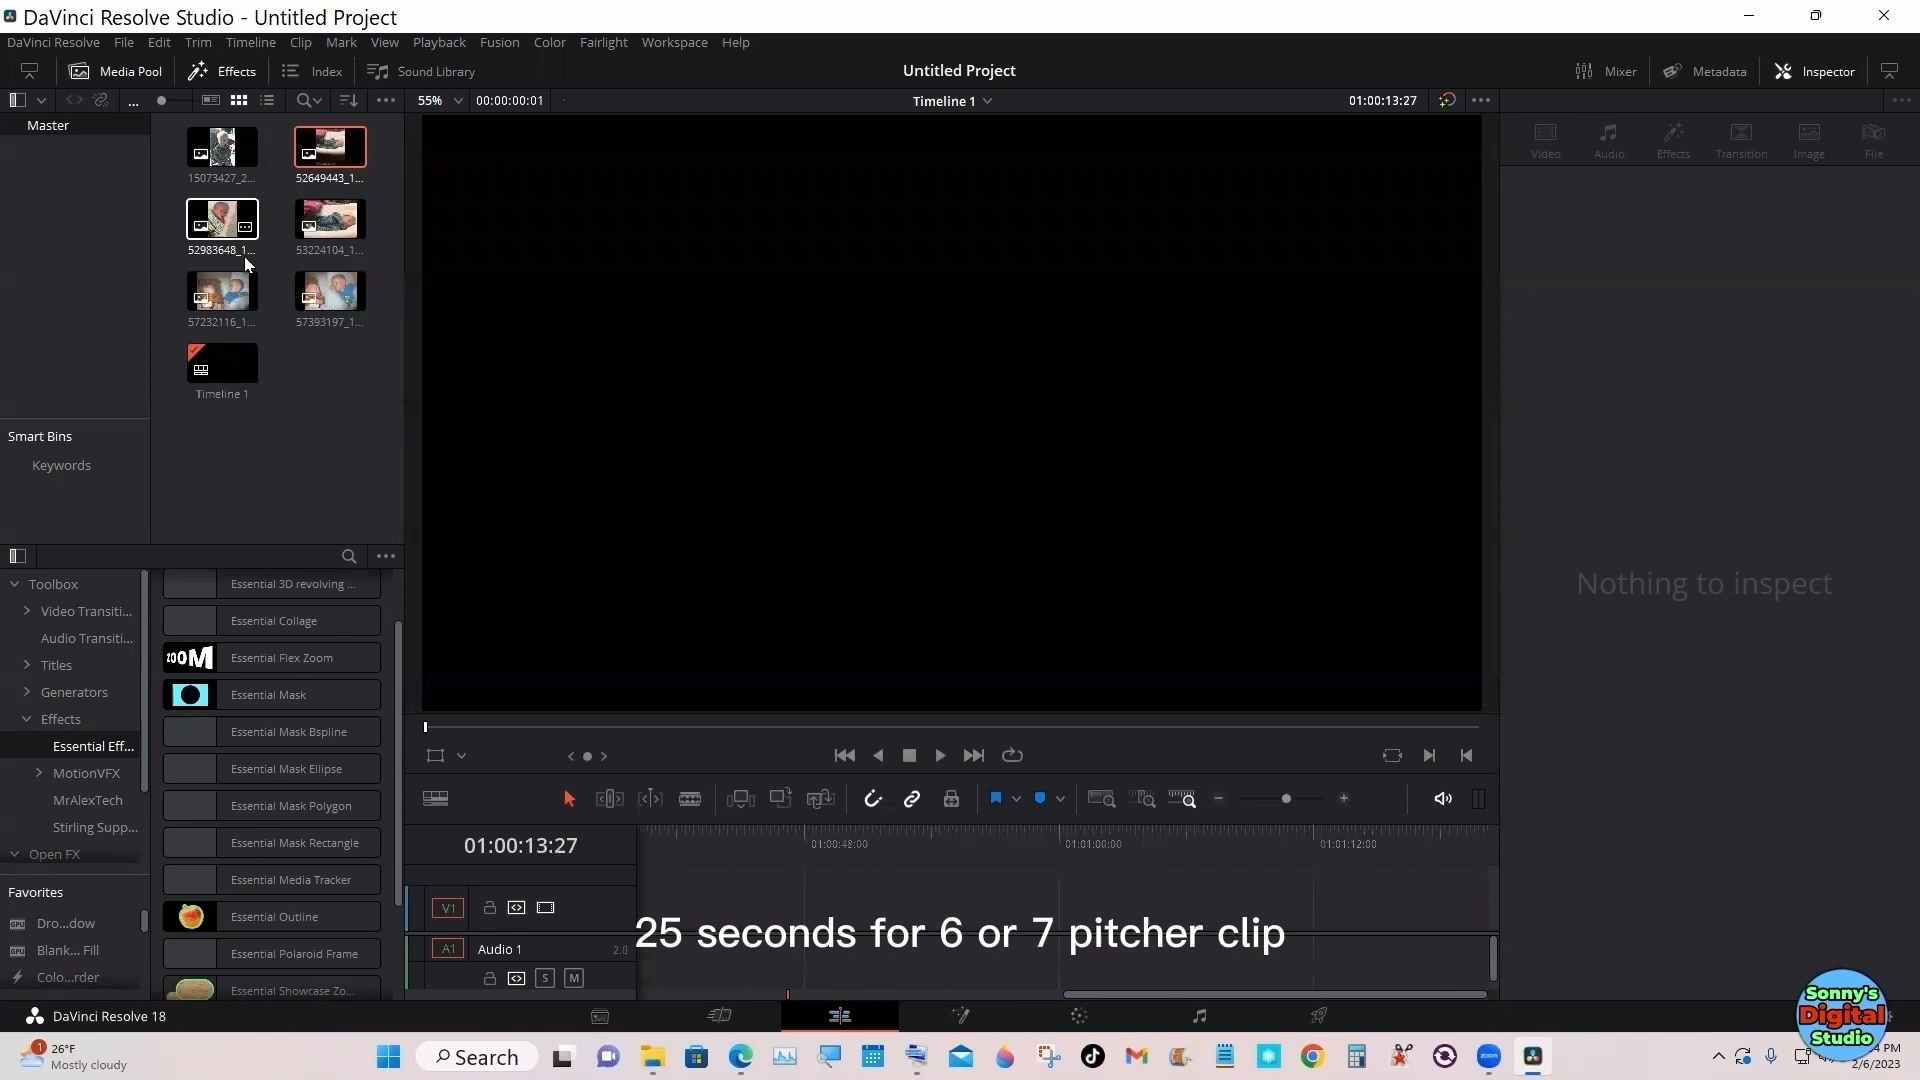 DaVinci Resolve Studio - Untitled Project
DaVinci Resolve File Edit Trim Timeline Clip Mark View Playback Fusion Color Fairlight Workspace Help
Media Pool Effects Index Sound Library Untitled Project Mixer Metadata Inspector
55% 00:00:00:01 Timeline 1 01:00:13:27
Master
15073427_2... 52649443_1...
52983648_1... 53224104_1...
57232116_1... 57393197_1...
Timeline 1
Video Audio Effects Transition Image File
Nothing to inspect
Smart Bins
Keywords
Toolbox
Video Transiti...
Audio Transiti...
Titles
Generators
Effects
Essential Eff...
MotionVFX
MrAlexTech
Stirling Supp...
Open FX
Favorites
Dro...dow
Blank... Fill
Colo...rder
Essential 3D revolving ...
Essential Collage
ZOOM Essential Flex Zoom
Essential Mask
Essential Mask Bspline
Essential Mask Ellipse
Essential Mask Polygon
Essential Mask Rectangle
Essential Media Tracker
Essential Outline
Essential Polaroid Frame
Essential Showcase Zo...
01:00:13:27
01:00:48:00 01:01:00:00 01:01:12:00
V1
A1 Audio 1 2.0
S M
25 seconds for 6 or 7 pitcher clip
DaVinci Resolve 18
Sonny's
Digital
Studio
1 26°F
Mostly cloudy
Search
zoom
4 PM
2/6/2023